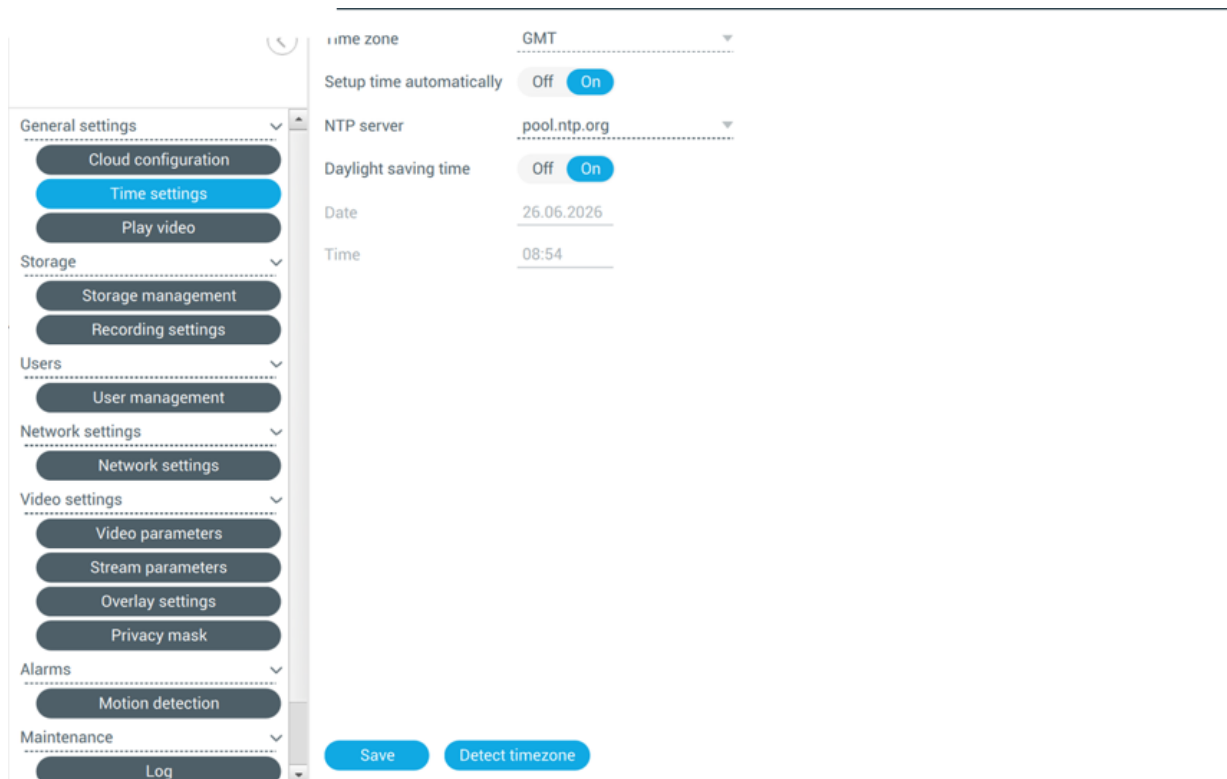 Time zone GMT
Setup time automatically Off On
General settings
NTP server pool.ntp.org
Cloud configuration
Daylight saving time Off On
Time settings
Date 26.06.2026
Play video
Time 08:54
Storage
Storage management
Recording settings
Users
User management
Network settings
Network settings
Video settings
Video parameters
Stream parameters
Overlay settings
Privacy mask
Alarms
Motion detection
Maintenance
Log
Save Detect timezone